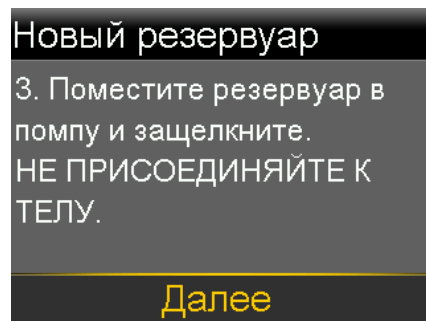 Новый резервуар
3. Поместите резервуар в
помпу и защелкните.
НЕ ПРИСОЕДИНЯЙТЕ К
ТЕЛУ.
Далее